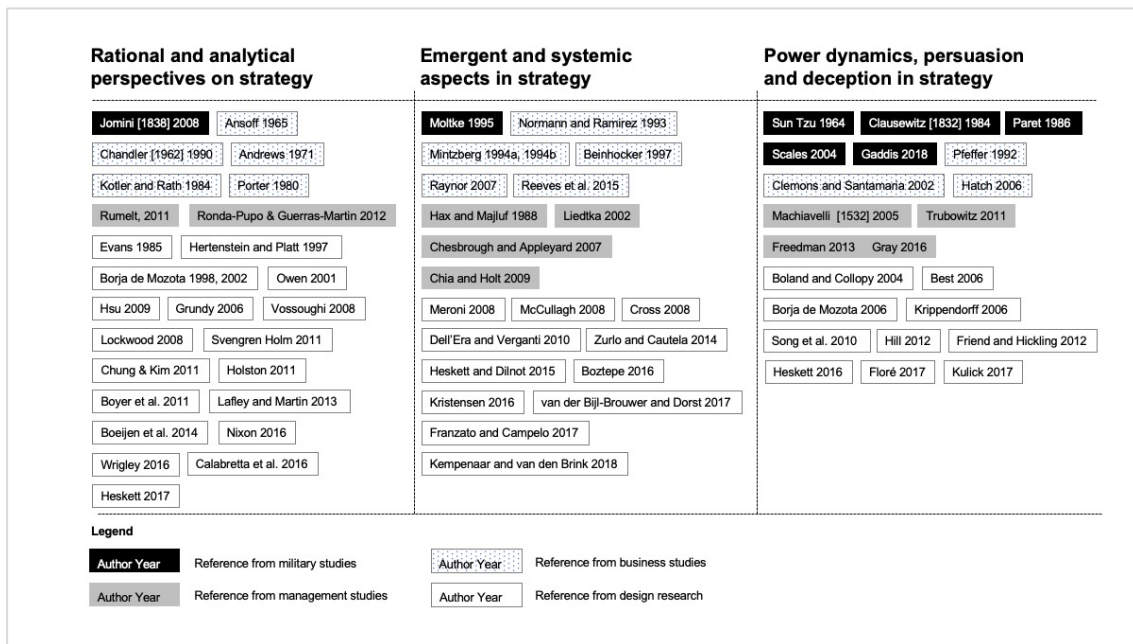 Rational and analytical
perspectives on strategy
Jomini [1838] 2008 Ansoff 1965
Chandler [1962] 1990 Andrews 1971
Kotler and Rath 1984 Porter 1980
Rumelt, 2011 Ronda-Pupo & Guerras-Martin 2012
Evans 1985 Hertenstein and Platt 1997
Borja de Mozota 1998, 2002 Owen 2001
Hsu 2009 Grundy 2006 Vossoughi 2008
Lockwood 2008 Svengren Holm 2011
Chung & Kim 2011 Holston 2011
Boyer et al. 2011 Lafley and Martin 2013
Boeijen et al. 2014 Nixon 2016
Wrigley 2016 Calabretta et al. 2016
Heskett 2017
Emergent and systemic
aspects in strategy
Moltke 1995 Normann and Ramirez 1993
Mintzberg 1994a, 1994b Beinhocker 1997
Raynor 2007 Reeves et al. 2015
Hax and Majluf 1988 Liedtka 2002
Chesbrough and Appleyard 2007
Chia and Holt 2009
Meroni 2008 McCullagh 2008 Cross 2008
Dell'Era and Verganti 2010 Zurlo and Cautela 2014
Heskett and Dilnot 2015 Boztepe 2016
Kristensen 2016 van der Bijl-Brouwer and Dorst 2017
Franzato and Campelo 2017
Kempenaar and van den Brink 2018
Power dynamics, persuasion
and deception in strategy
Sun Tzu 1964 Clausewitz [1832] 1984 Paret 1986
Scales 2004 Gaddis 2018 Pfeffer 1992
Clemons and Santamaria 2002 Hatch 2006
Machiavelli [1532] 2005 Trubowitz 2011
Freedman 2013 Gray 2016
Boland and Collopy 2004 Best 2006
Borja de Mozota 2006 Krippendorff 2006
Song et al. 2010 Hill 2012 Friend and Hickling 2012
Heskett 2016 Floré 2017 Kulick 2017
Legend
Author Year Reference from military studies
Author Year Reference from business studies
Author Year Reference from management studies
Author Year Reference from design research